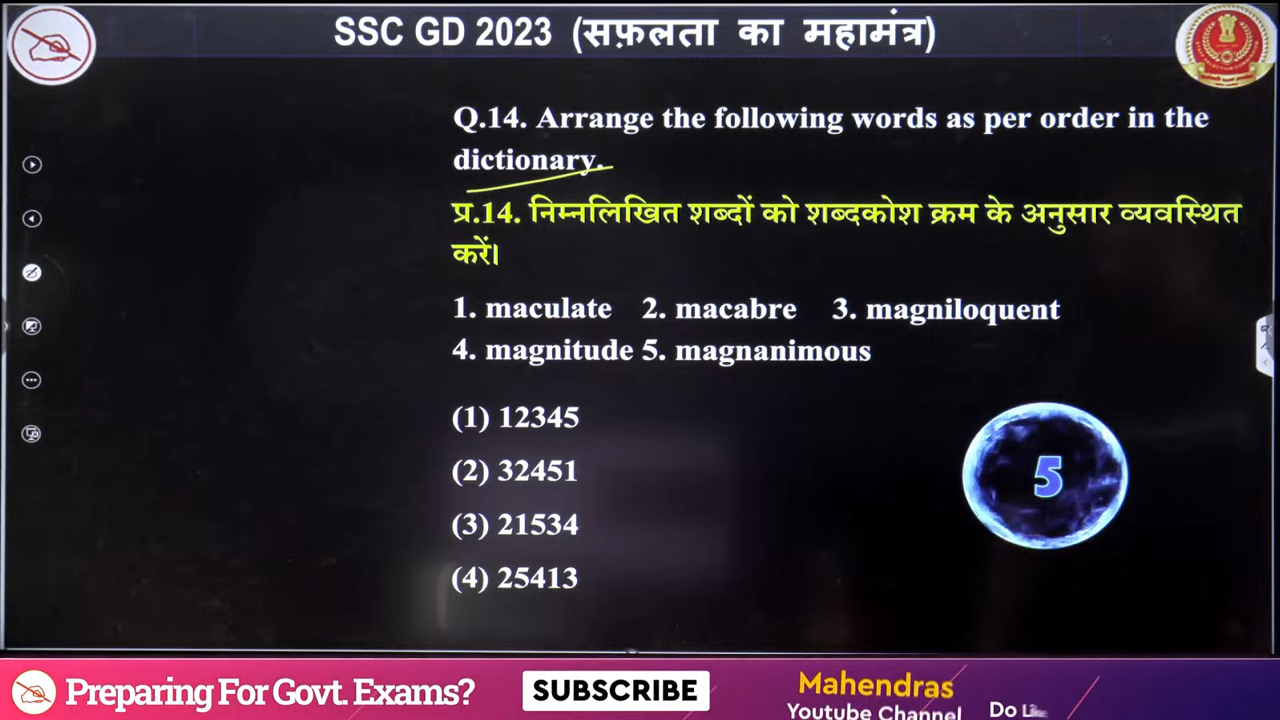 SSC GD 2023 (सफ़लता का महामंत्र)
Q.14. Arrange the following words as per order in the
dictionary.
प्र.14. निम्नलिखित शब्दों को शब्दकोश क्रम के अनुसार व्यवस्थित
करें।
1. maculate 2. macabre 3. magniloquent
4. magnitude 5. magnanimous
(1) 12345
(2) 32451
(3) 21534
(4) 25413
5
Preparing For Govt. Exams?
SUBSCRIBE
Mahendras
Youtube Channel
Do